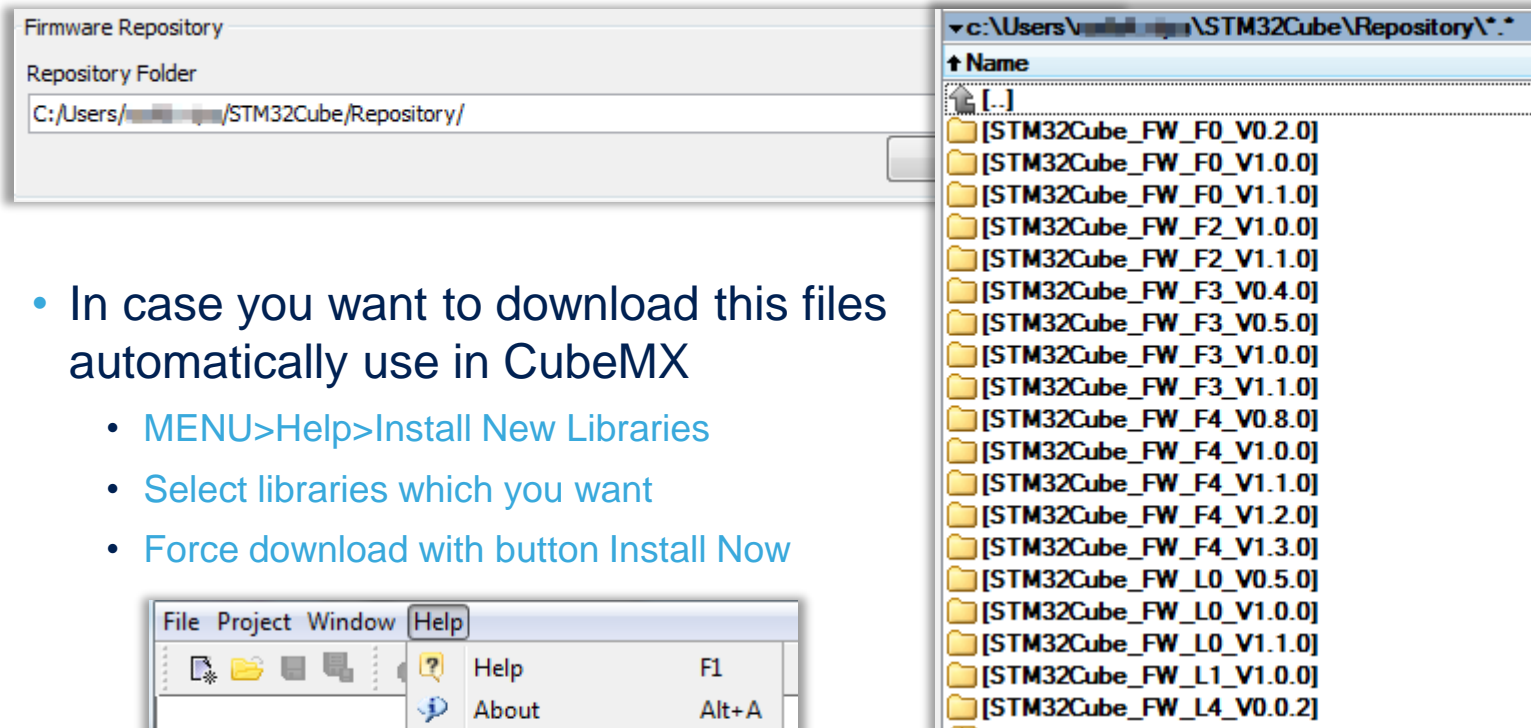 Firmware Repository
Repository Folder
C:/Users/ /STM32Cube/Repository/
• In case you want to download this files
automatically use in CubeMX
• MENU>Help>Install New Libraries
• Select libraries which you want
• Force download with button Install Now
File Project Window Help
Help F1
About Alt+A
c:\Users\ \STM32Cube\Repository\*.*
Name
[..]
[STM32Cube_FW_F0_V0.2.0]
[STM32Cube_FW_F0_V1.0.0]
[STM32Cube_FW_F0_V1.1.0]
[STM32Cube_FW_F2_V1.0.0]
[STM32Cube_FW_F2_V1.1.0]
[STM32Cube_FW_F3_V0.4.0]
[STM32Cube_FW_F3_V0.5.0]
[STM32Cube_FW_F3_V1.0.0]
[STM32Cube_FW_F3_V1.1.0]
[STM32Cube_FW_F4_V0.8.0]
[STM32Cube_FW_F4_V1.0.0]
[STM32Cube_FW_F4_V1.1.0]
[STM32Cube_FW_F4_V1.2.0]
[STM32Cube_FW_F4_V1.3.0]
[STM32Cube_FW_L0_V0.5.0]
[STM32Cube_FW_L0_V1.0.0]
[STM32Cube_FW_L0_V1.1.0]
[STM32Cube_FW_L1_V1.0.0]
[STM32Cube_FW_L4_V0.0.2]